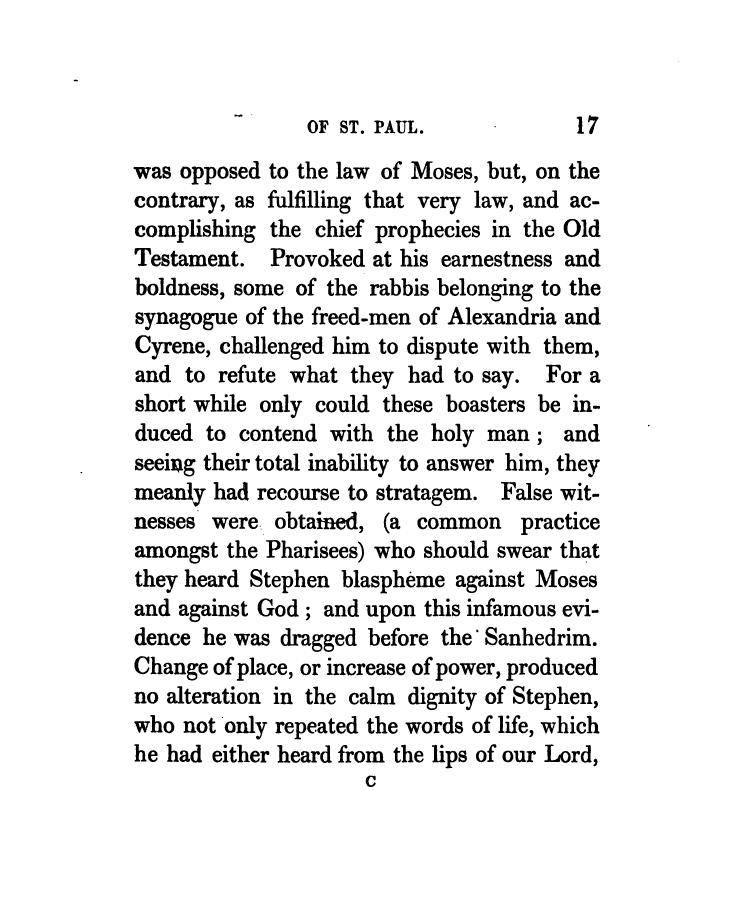 OF ST. PAUL. 17
was opposed to the law of Moses, but, on the
contrary, as fulfilling that very law, and ac-
complishing the chief prophecies in the Old
Testament. Provoked at his earnestness and
boldness, some of the rabbis belonging to the
synagogue of the freed-men of Alexandria and
Cyrene, challenged him to dispute with them,
and to refute what they had to say. For a
short while only could these boasters be in-
duced to contend with the holy man ; and
seeing their total inability to answer him, they
meanly had recourse to stratagem. False wit-
nesses were obtained, (a common practice
amongst the Pharisees) who should swear that
they heard Stephen blaspheme against Moses
and against God ; and upon this infamous evi-
dence he was dragged before the Sanhedrim.
Change of place, or increase of power, produced
no alteration in the calm dignity of Stephen,
who not only repeated the words of life, which
he had either heard from the lips of our Lord,
C